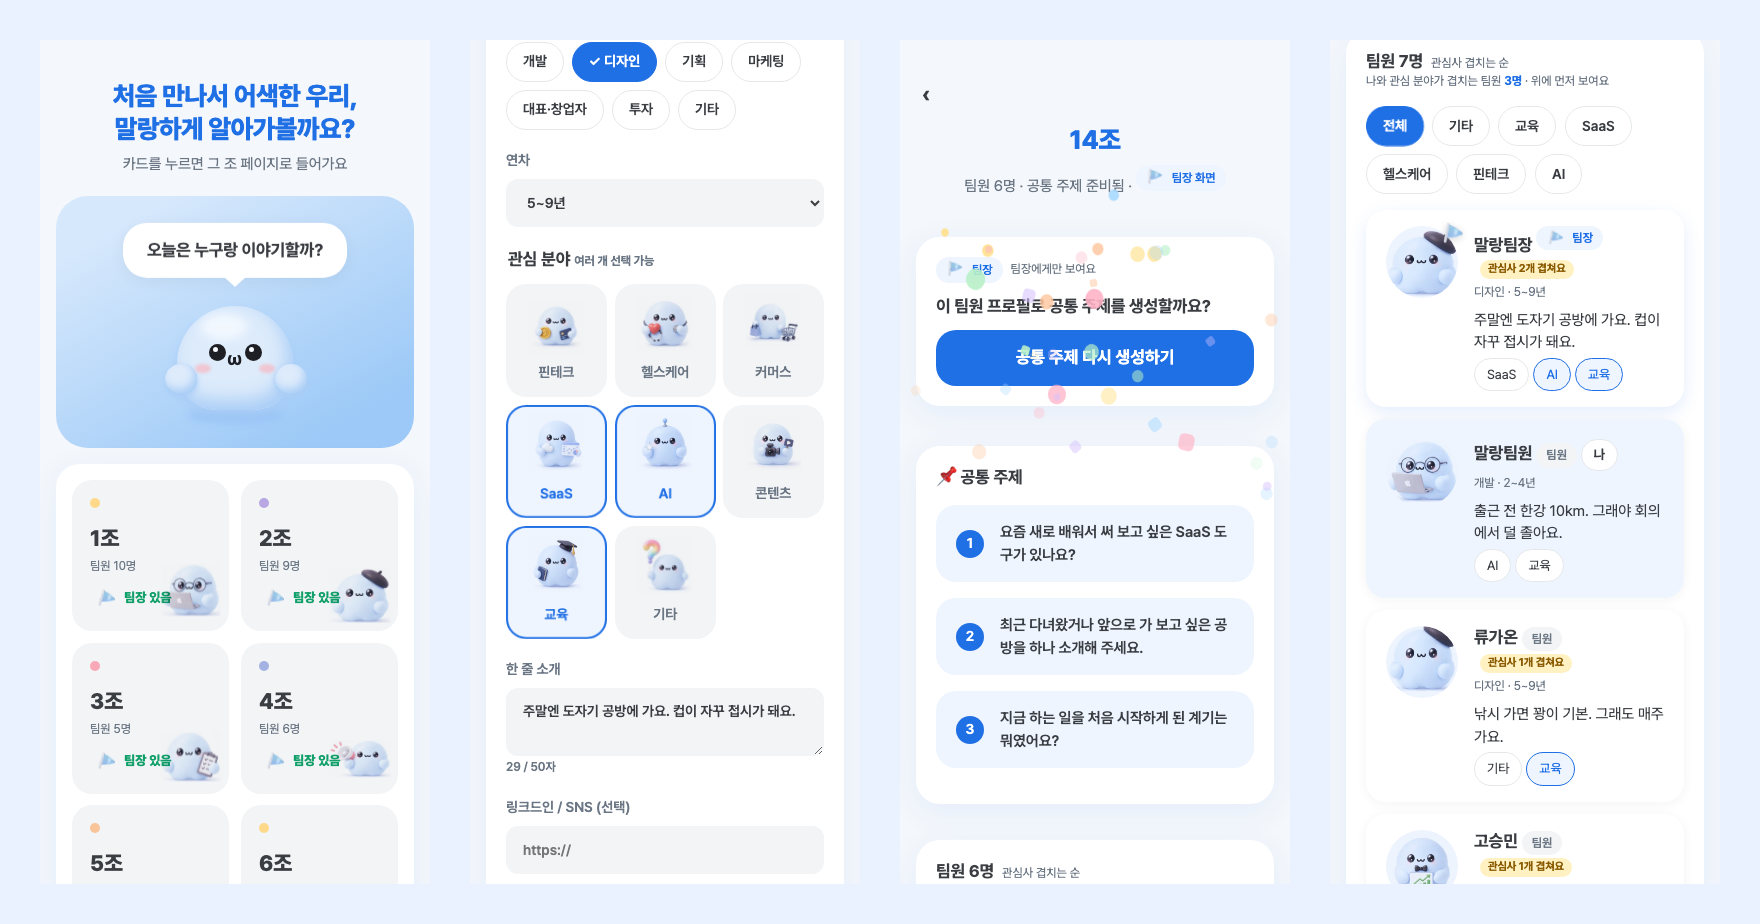 처음 만나서 어색한 우리,
말랑하게 알아가볼까요?
카드를 누르면 그 조 페이지로 들어가요
오늘은 누구랑 이야기할까?
1조
팀원 10명
팀장 있음
2조
팀원 9명
팀장 있음
3조
팀원 5명
팀장 있음
4조
팀원 6명
팀장 있음
5조
6조
개발
✓ 디자인
기획
마케팅
대표·창업자
투자
기타
연차
5~9년
관심 분야 여러 개 선택 가능
핀테크
헬스케어
커머스
SaaS
AI
콘텐츠
교육
기타
한 줄 소개
주말엔 도자기 공방에 가요. 컵이 자꾸 접시가 돼요.
29 / 50자
링크드인 / SNS (선택)
https://
‹
14조
팀원 6명 · 공통 주제 준비됨 · 팀장 화면
팀장 팀장에게만 보여요
이 팀원 프로필로 공통 주제를 생성할까요?
공통 주제 다시 생성하기
공통 주제
1
요즘 새로 배워서 써 보고 싶은 SaaS 도
구가 있나요?
2
최근 다녀왔거나 앞으로 가 보고 싶은 공
방을 하나 소개해 주세요.
3
지금 하는 일을 처음 시작하게 된 계기는
뭐였어요?
팀원 6명 관심사 겹치는 순
팀원 7명 관심사 겹치는 순
나와 관심 분야가 겹치는 팀원 3명 · 위에 먼저 보여요
전체
기타
교육
SaaS
헬스케어
핀테크
AI
말랑팀장 팀장
관심사 2개 겹쳐요
디자인 · 5~9년
주말엔 도자기 공방에 가요. 컵이
자꾸 접시가 돼요.
SaaS
AI
교육
말랑팀원 팀원 나
개발 · 2~4년
출근 전 한강 10km. 그래야 회의
에서 덜 졸아요.
AI
교육
류가온 팀원
관심사 1개 겹쳐요
디자인 · 5~9년
낚시 가면 꽝이 기본. 그래도 매주
가요.
기타
교육
고승민 팀원
관심사 1개 겹쳐요